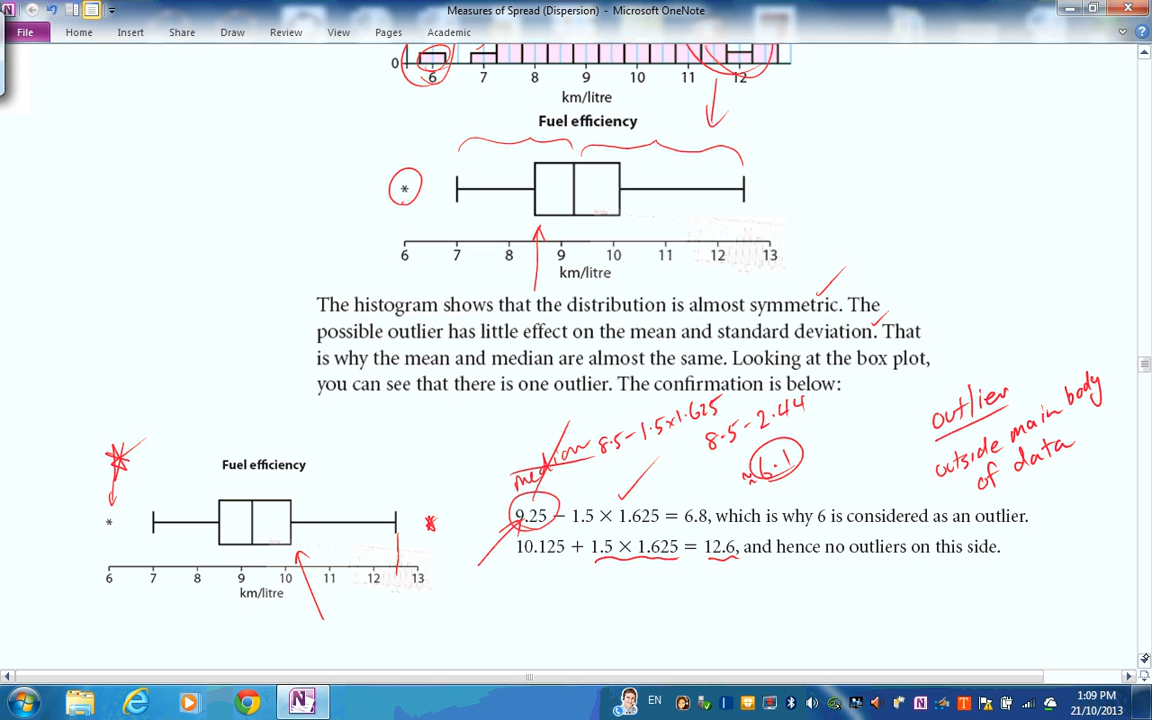 Measures of Spread (Dispersion) - Microsoft OneNote
File Home Insert Share Draw Review View Pages Academic
0
6 7 8 9 10 11 12
km/litre
Fuel efficiency
*
6 7 8 9 10 11 12 13
km/litre
The histogram shows that the distribution is almost symmetric. The
possible outlier has little effect on the mean and standard deviation. That
is why the mean and median are almost the same. Looking at the box plot,
you can see that there is one outlier. The confirmation is below:
outlier
outside main body
of data
median 8.5-1.5×1.625
8.5-2.44
≈6.1
9.25 − 1.5 × 1.625 = 6.8, which is why 6 is considered as an outlier.
10.125 + 1.5 × 1.625 = 12.6, and hence no outliers on this side.
Fuel efficiency
*
6 7 8 9 10 11 12 13
km/litre
EN
1:09 PM
21/10/2013